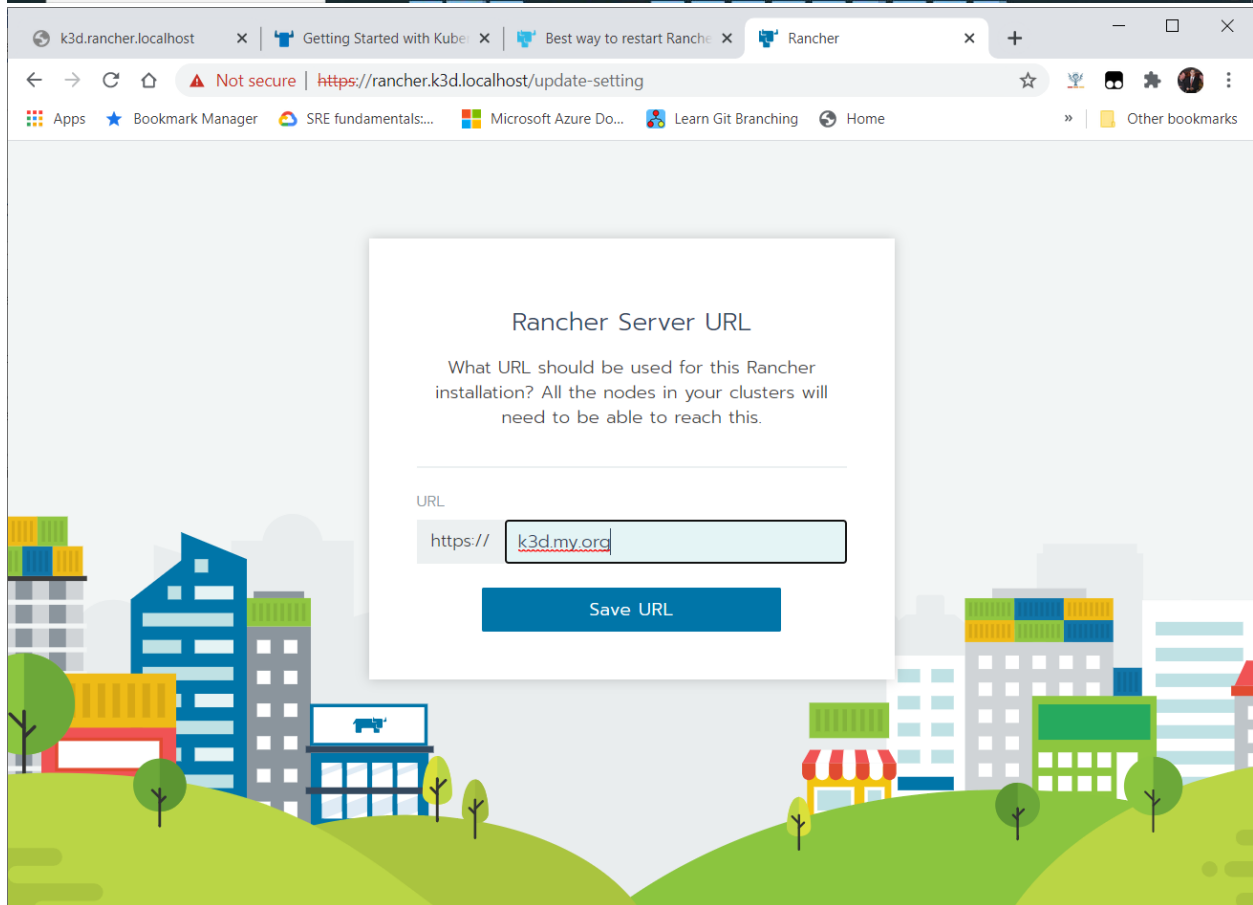 k3d.rancher.localhost
Getting Started with Kuber
Best way to restart Ranche
Rancher
Not secure | https://rancher.k3d.localhost/update-setting
Apps
Bookmark Manager
SRE fundamentals:...
Microsoft Azure Do...
Learn Git Branching
Home
»
Other bookmarks
Rancher Server URL
What URL should be used for this Rancher
installation? All the nodes in your clusters will
need to be able to reach this.
URL
https:// k3d.my.org
Save URL